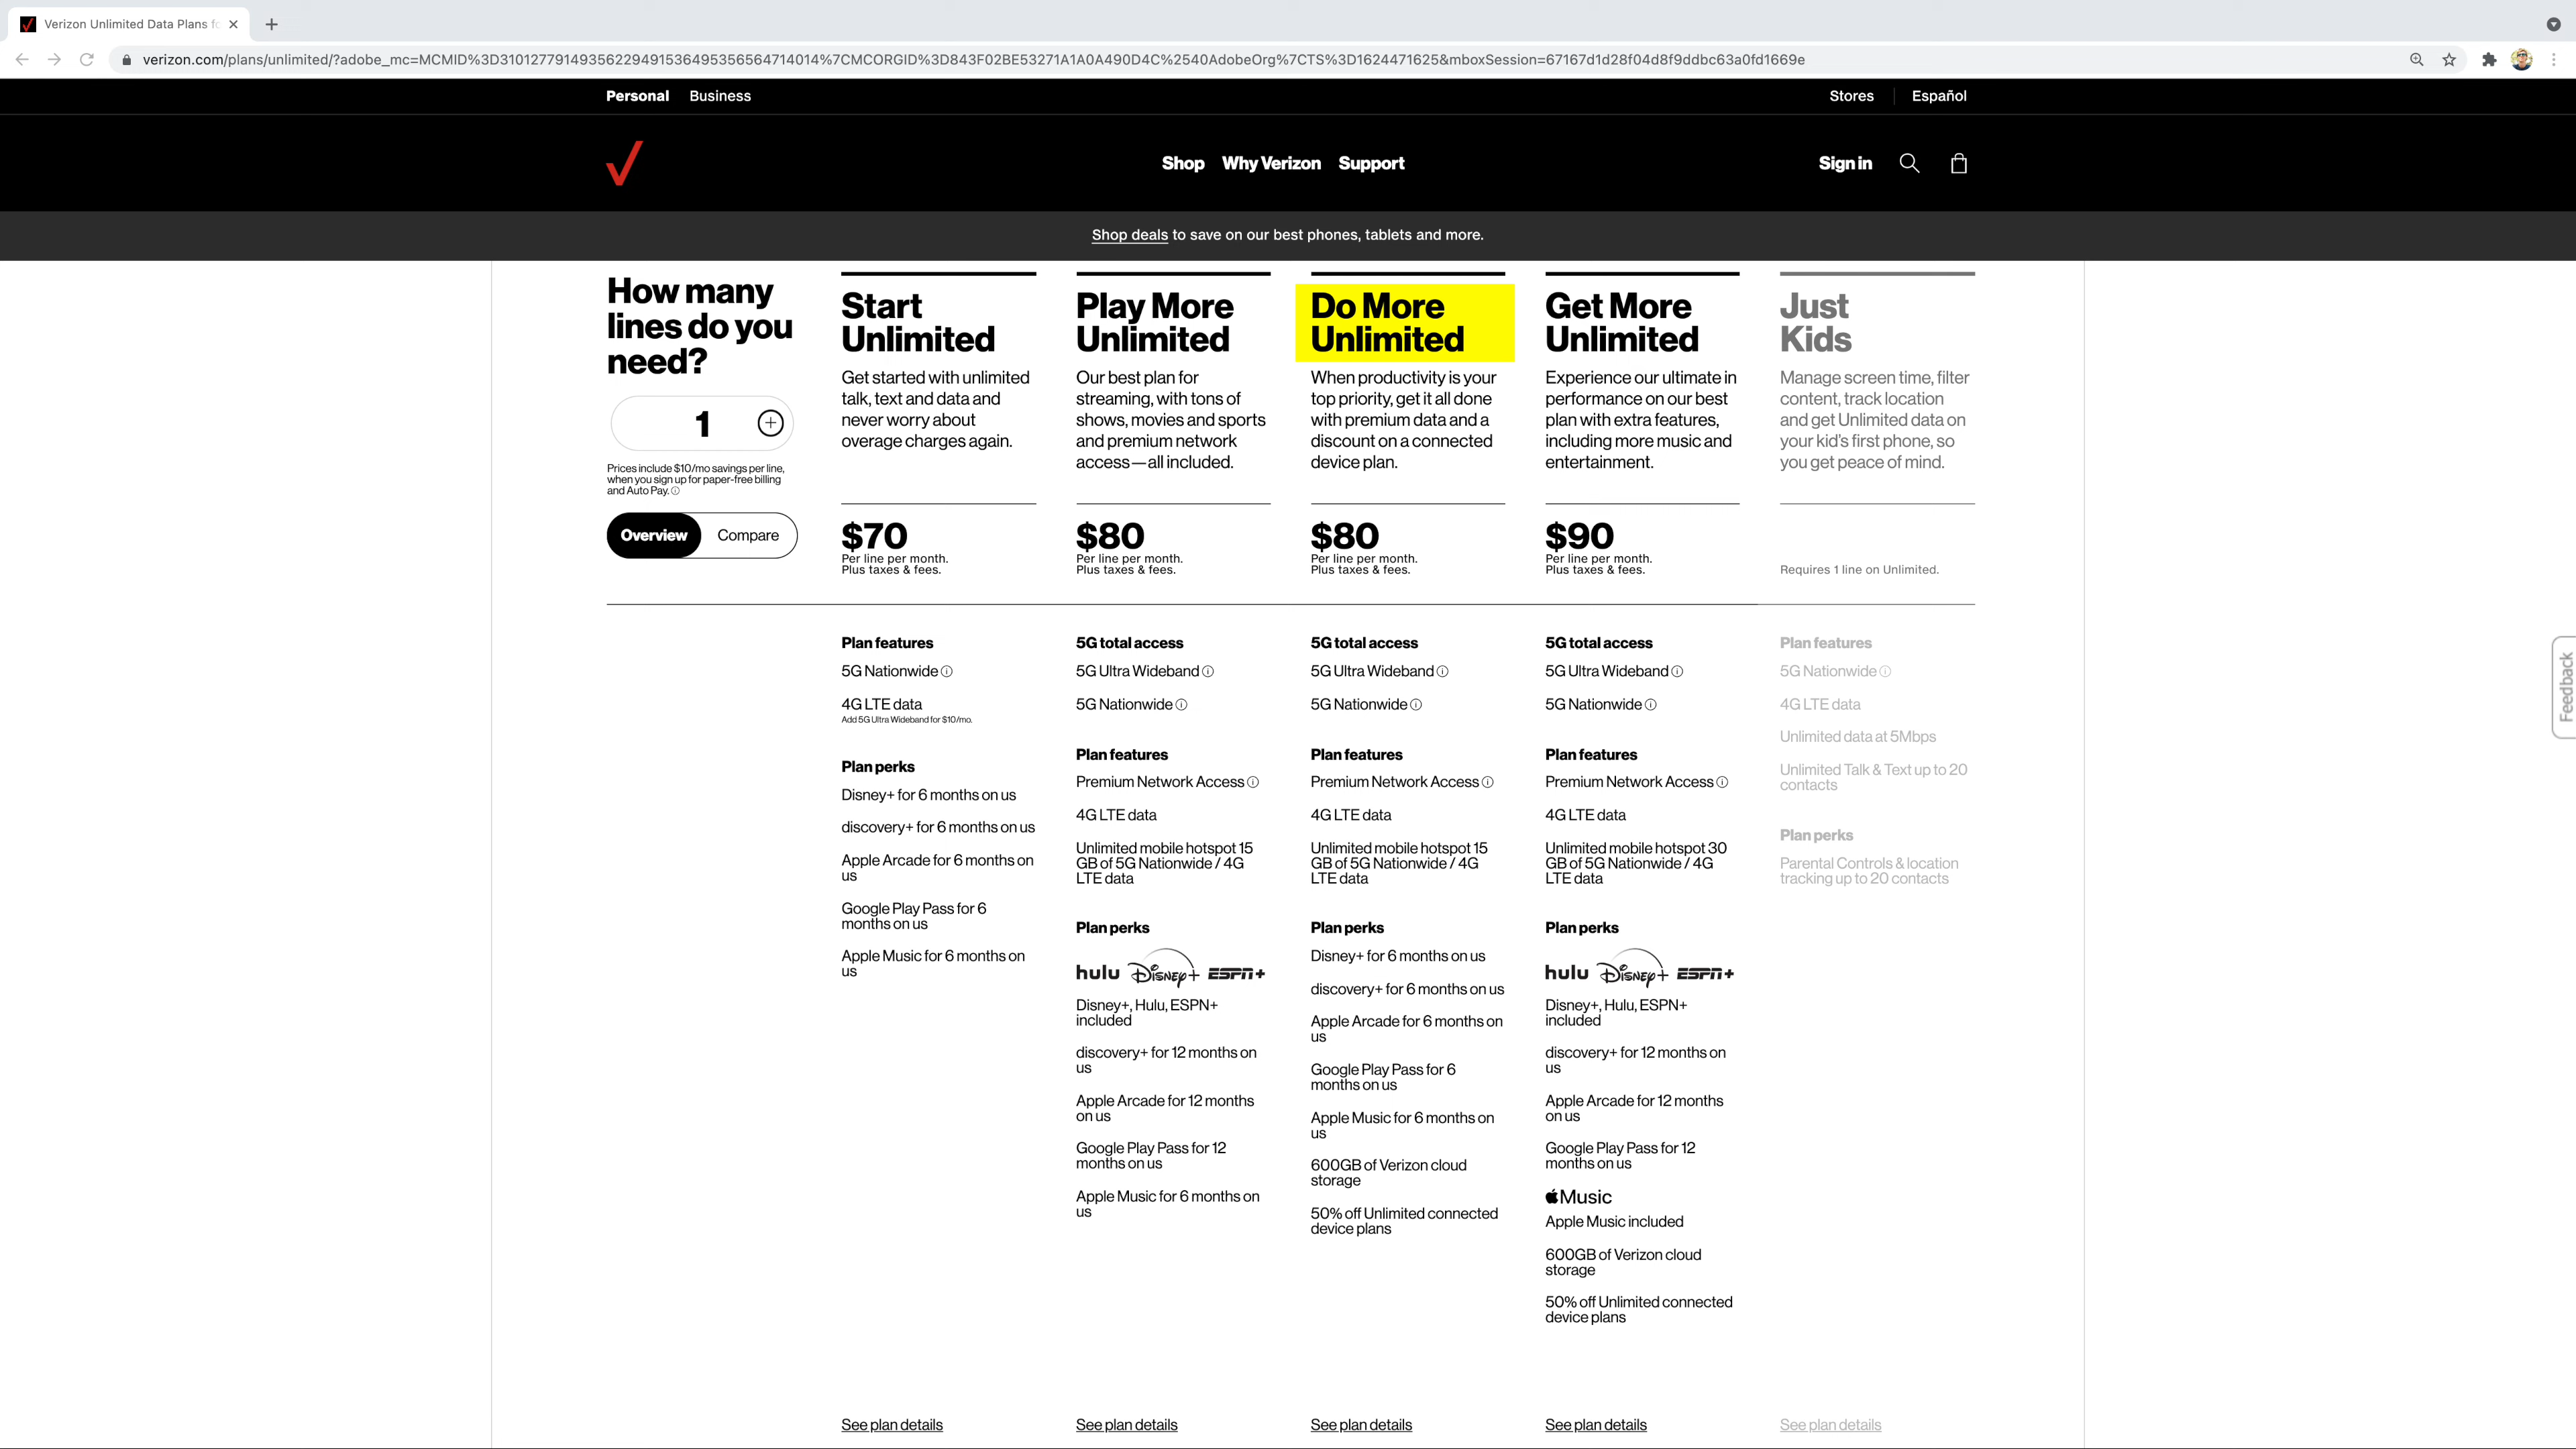 Verizon Unlimited Data Plans fo
verizon.com/plans/unlimited/?adobe_mc=MCMID%3D31012779149356229491536495356564714014%7CMCORGID%3D843F02BE53271A1A0A490D4C%2540AdobeOrg%7CTS%3D1624471625&mboxSession=67167d1d28f04d8f9ddbc63a0fd1669e
Personal Business
Stores Español
Shop Why Verizon Support
Sign in
Shop deals to save on our best phones, tablets and more.
How many
lines do you
need?
1
Prices include $10/mo savings per line,
when you sign up for paper-free billing
and Auto Pay.
Overview Compare
Start
Unlimited
Get started with unlimited
talk, text and data and
never worry about
overage charges again.
$70
Per line per month.
Plus taxes & fees.
Plan features
5G Nationwide
4G LTE data
Add 5G Ultra Wideband for $10/mo.
Plan perks
Disney+ for 6 months on us
discovery+ for 6 months on us
Apple Arcade for 6 months on
us
Google Play Pass for 6
months on us
Apple Music for 6 months on
us
See plan details
Play More
Unlimited
Our best plan for
streaming, with tons of
shows, movies and sports
and premium network
access—all included.
$80
Per line per month.
Plus taxes & fees.
5G total access
5G Ultra Wideband
5G Nationwide
Plan features
Premium Network Access
4G LTE data
Unlimited mobile hotspot 15
GB of 5G Nationwide / 4G
LTE data
Plan perks
hulu Disney+ ESPN+
Disney+, Hulu, ESPN+
included
discovery+ for 12 months on
us
Apple Arcade for 12 months
on us
Google Play Pass for 12
months on us
Apple Music for 6 months on
us
See plan details
Do More
Unlimited
When productivity is your
top priority, get it all done
with premium data and a
discount on a connected
device plan.
$80
Per line per month.
Plus taxes & fees.
5G total access
5G Ultra Wideband
5G Nationwide
Plan features
Premium Network Access
4G LTE data
Unlimited mobile hotspot 15
GB of 5G Nationwide / 4G
LTE data
Plan perks
Disney+ for 6 months on us
discovery+ for 6 months on us
Apple Arcade for 6 months on
us
Google Play Pass for 6
months on us
Apple Music for 6 months on
us
600GB of Verizon cloud
storage
50% off Unlimited connected
device plans
See plan details
Get More
Unlimited
Experience our ultimate in
performance on our best
plan with extra features,
including more music and
entertainment.
$90
Per line per month.
Plus taxes & fees.
5G total access
5G Ultra Wideband
5G Nationwide
Plan features
Premium Network Access
4G LTE data
Unlimited mobile hotspot 30
GB of 5G Nationwide / 4G
LTE data
Plan perks
hulu Disney+ ESPN+
Disney+, Hulu, ESPN+
included
discovery+ for 12 months on
us
Apple Arcade for 12 months
on us
Google Play Pass for 12
months on us
Music
Apple Music included
600GB of Verizon cloud
storage
50% off Unlimited connected
device plans
See plan details
Just
Kids
Manage screen time, filter
content, track location
and get Unlimited data on
your kid's first phone, so
you get peace of mind.
Requires 1 line on Unlimited.
Plan features
5G Nationwide
4G LTE data
Unlimited data at 5Mbps
Unlimited Talk & Text up to 20
contacts
Plan perks
Parental Controls & location
tracking up to 20 contacts
See plan details
Feedback